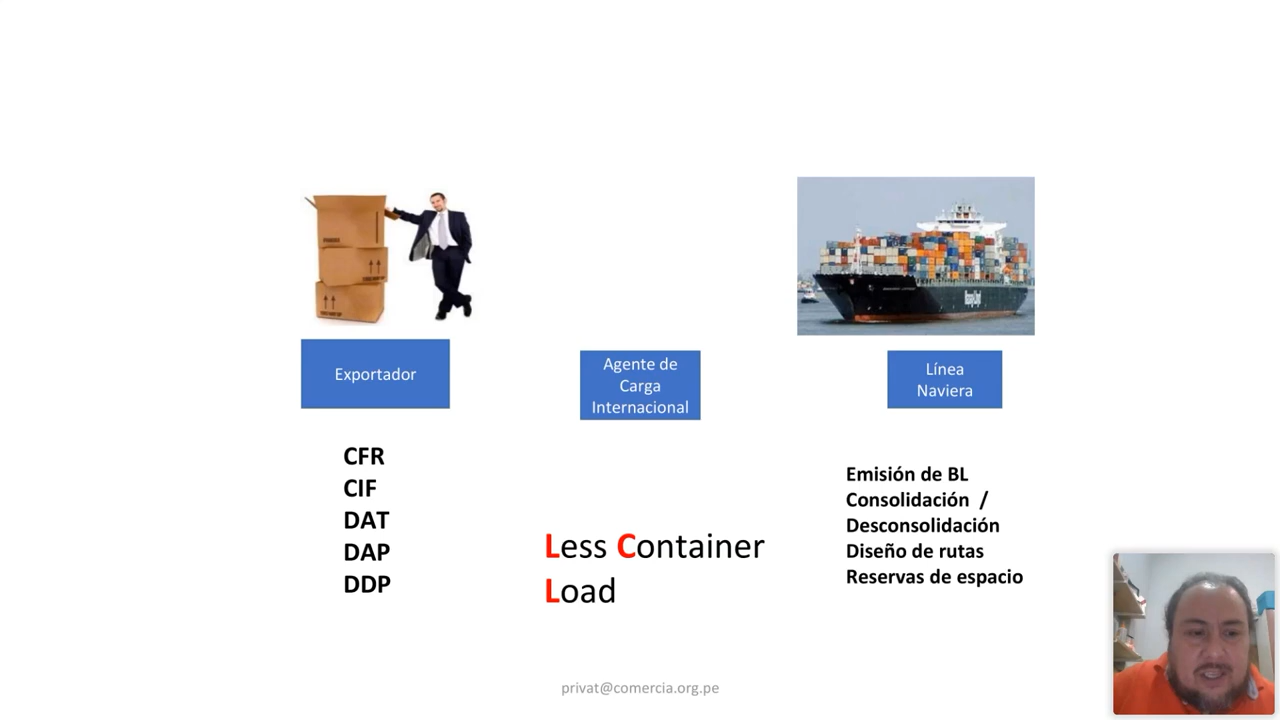 Exportador
Agente de
Carga
Internacional
Línea
Naviera
CFR
CIF
DAT
DAP
DDP
Less Container
Load
Emisión de BL
Consolidación /
Desconsolidación
Diseño de rutas
Reservas de espacio
privat@comercia.org.pe